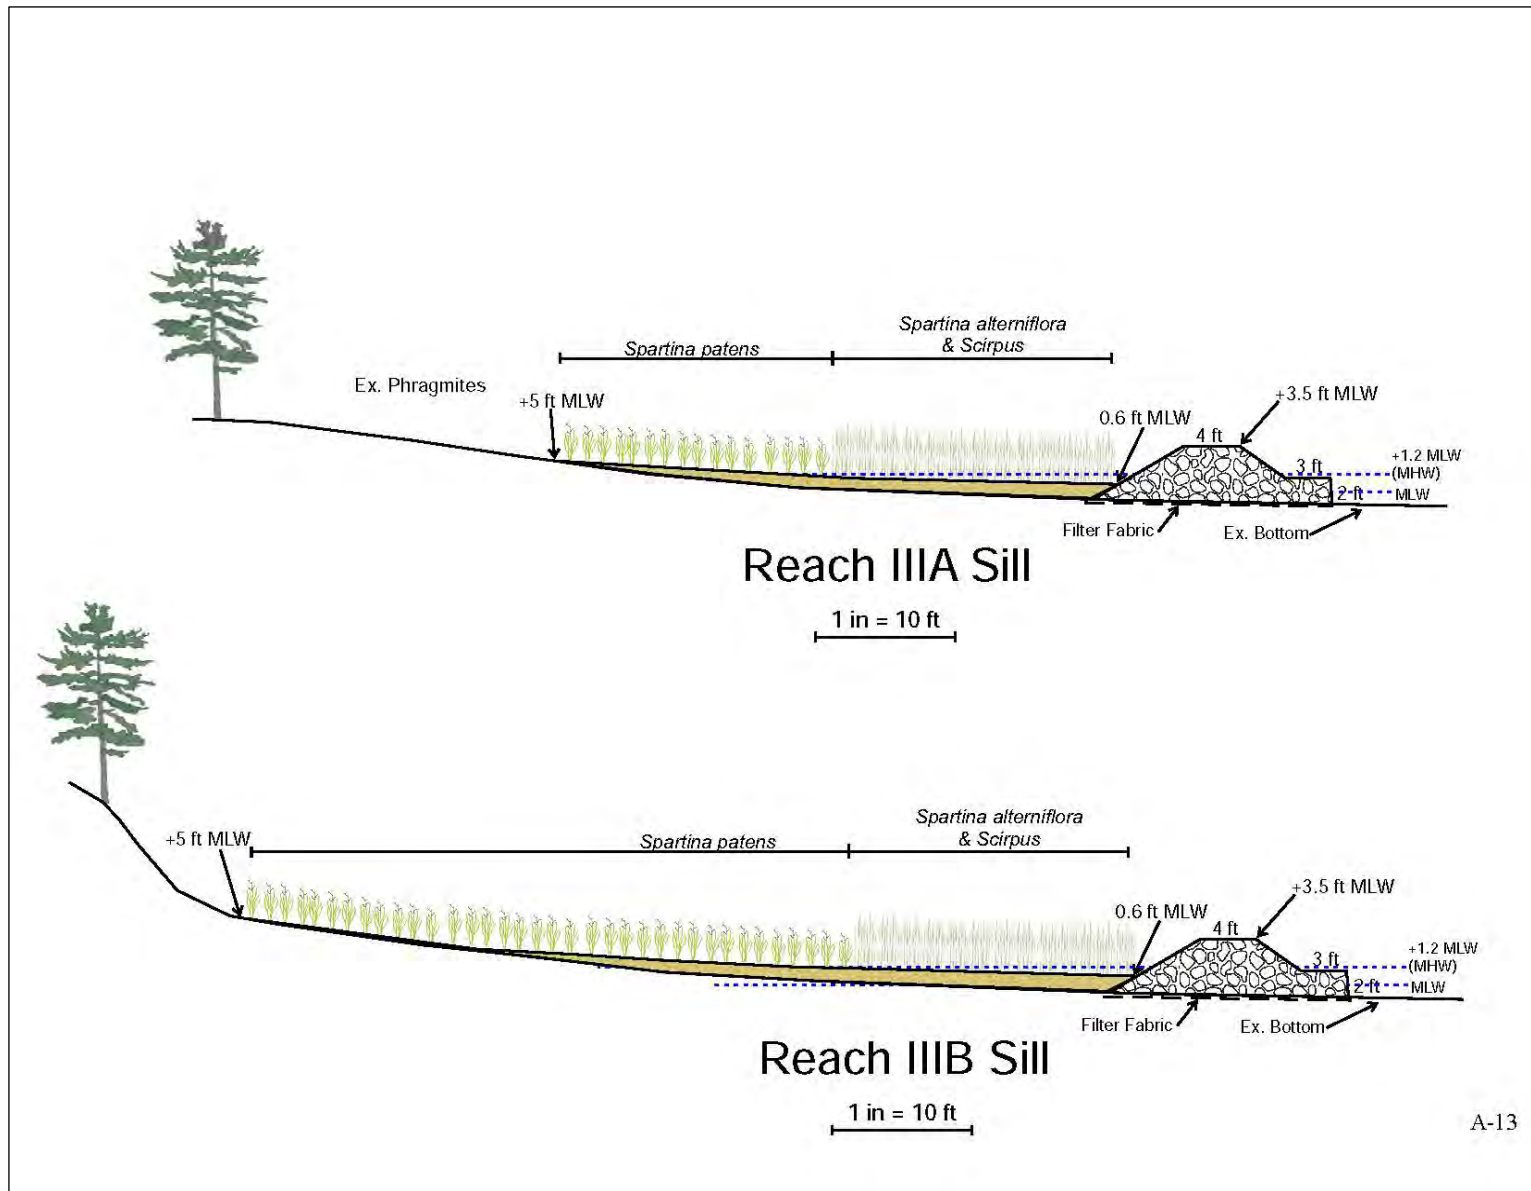 Spartina alterniflora
& Scirpus
Spartina patens
Ex. Phragmites
+5 ft MLW
0.6 ft MLW
+3.5 ft MLW
4 ft
3 ft
2 ft
+1.2 MLW
(MHW)
MLW
Filter Fabric
Ex. Bottom
Reach IIIA Sill
1 in = 10 ft
Spartina alterniflora
& Scirpus
Spartina patens
+5 ft MLW
0.6 ft MLW
+3.5 ft MLW
4 ft
3 ft
2 ft
+1.2 MLW
(MHW)
MLW
Filter Fabric
Ex. Bottom
Reach IIIB Sill
1 in = 10 ft
A-13